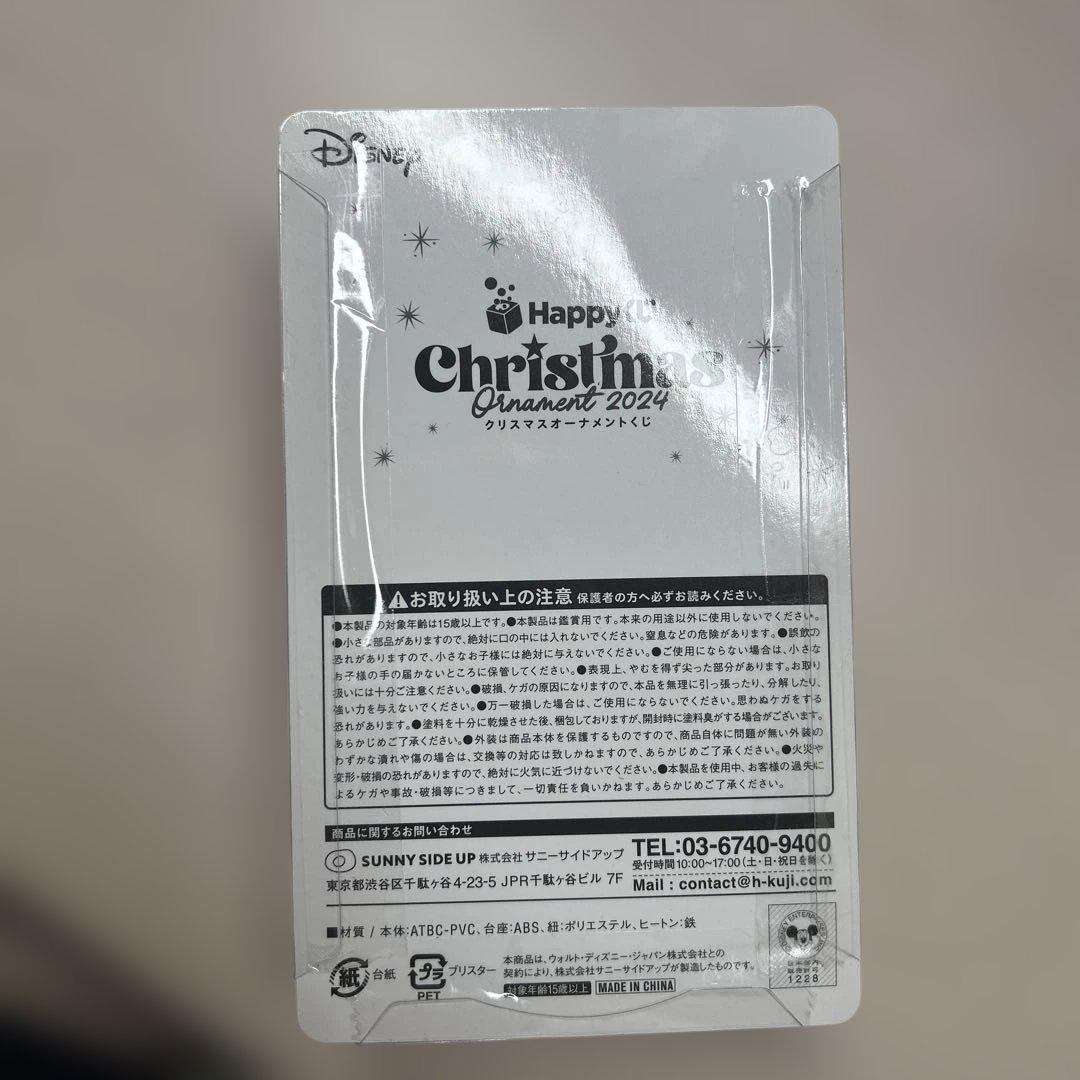 Disney
Happyくじ
Christmas
Ornament 2024
クリスマスオーナメントくじ
お取り扱い上の注意 保護者の方へ必ずお読みください。
●本製品の対象年齢は15歳以上です。●本製品は鑑賞用です。本来の用途以外に使用しないでください。
●小さな部品がありますので、絶対に口の中には入れないでください。窒息などの危険があります。●誤飲の
恐れがありますので、小さなお子様には絶対に与えないでください。●ご使用にならない場合は、小さな
お子様の手の届かないところに保管してください。●表現上、やむを得ず尖った部分があります。お取り
扱いには十分ご注意ください。●破損、ケガの原因になりますので、本品を無理に引っ張ったり、分解したり、
強い力を与えないでください。●万一破損した場合は、ご使用にならないでください。思わぬケガをする
恐れがあります。●塗料を十分に乾燥させた後、梱包しておりますが、開封時に塗料臭がする場合がございます。
あらかじめご了承ください。●外装は商品本体を保護するものですので、商品自体に問題が無い外装の
わずかな潰れや傷の場合は、交換等の対応は致しかねますので、あらかじめご了承ください。●火災や
変形・破損の恐れがありますので、絶対に火気に近づけないでください。●本製品を使用中、お客様の過失に
よるケガや事故・破損等につきまして、一切責任を負いかねます。あらかじめご了承ください。
商品に関するお問い合わせ
SUNNY SIDE UP 株式会社 サニーサイドアップ
東京都渋谷区千駄ヶ谷 4-23-5 JPR千駄ヶ谷ビル 7F
TEL:03-6740-9400
受付時間 10:00~17:00 (土・日・祝日を除く)
Mail : contact@h-kuji.com
■材質 / 本体:ATBC-PVC、台座:ABS、紐:ポリエステル、ヒートン:鉄
紙 台紙
プラ ブリスター
PET
本商品は、ウォルト・ディズニー・ジャパン株式会社との
契約により、株式会社サニーサイドアップが製造したものです。
対象年齢15歳以上 MADE IN CHINA
日本国内
販売許可
1228